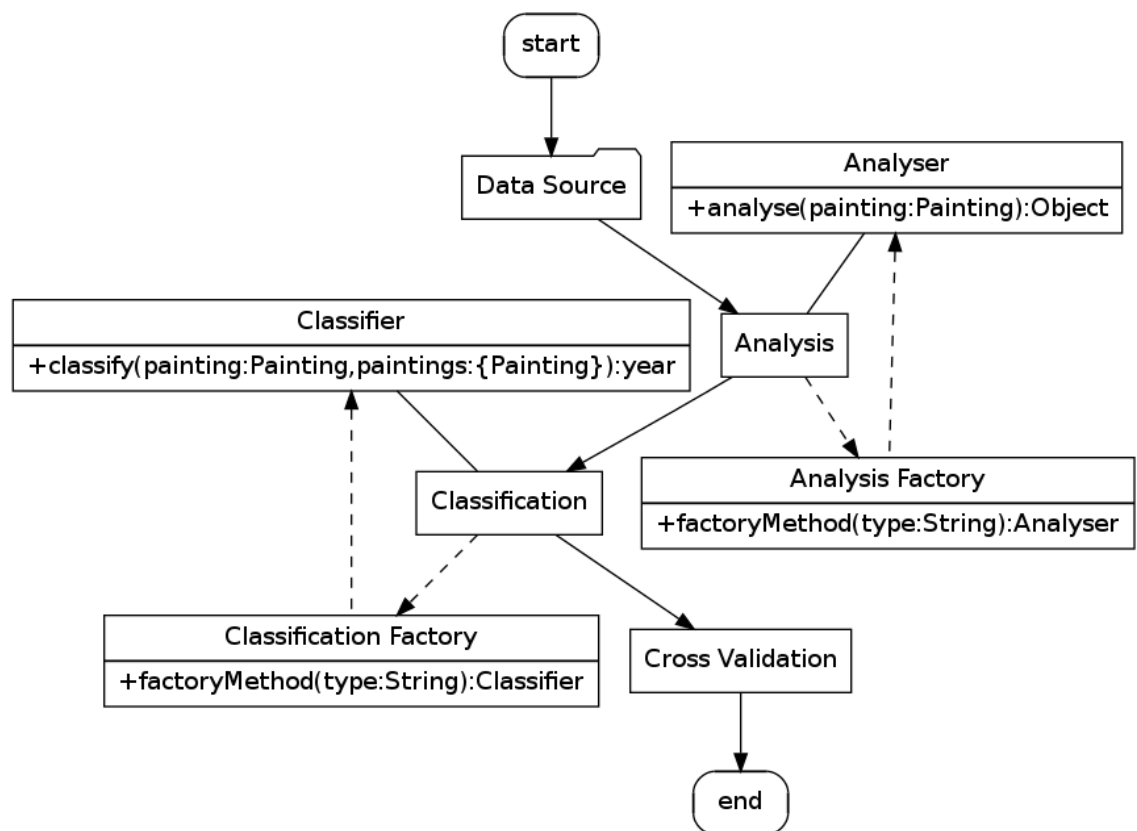 start
Data Source
Analyser
+analyse(painting:Painting):Object
Classifier
+classify(painting:Painting,paintings:{Painting}):year
Analysis
Analysis Factory
+factoryMethod(type:String):Analyser
Classification
Classification Factory
+factoryMethod(type:String):Classifier
Cross Validation
end